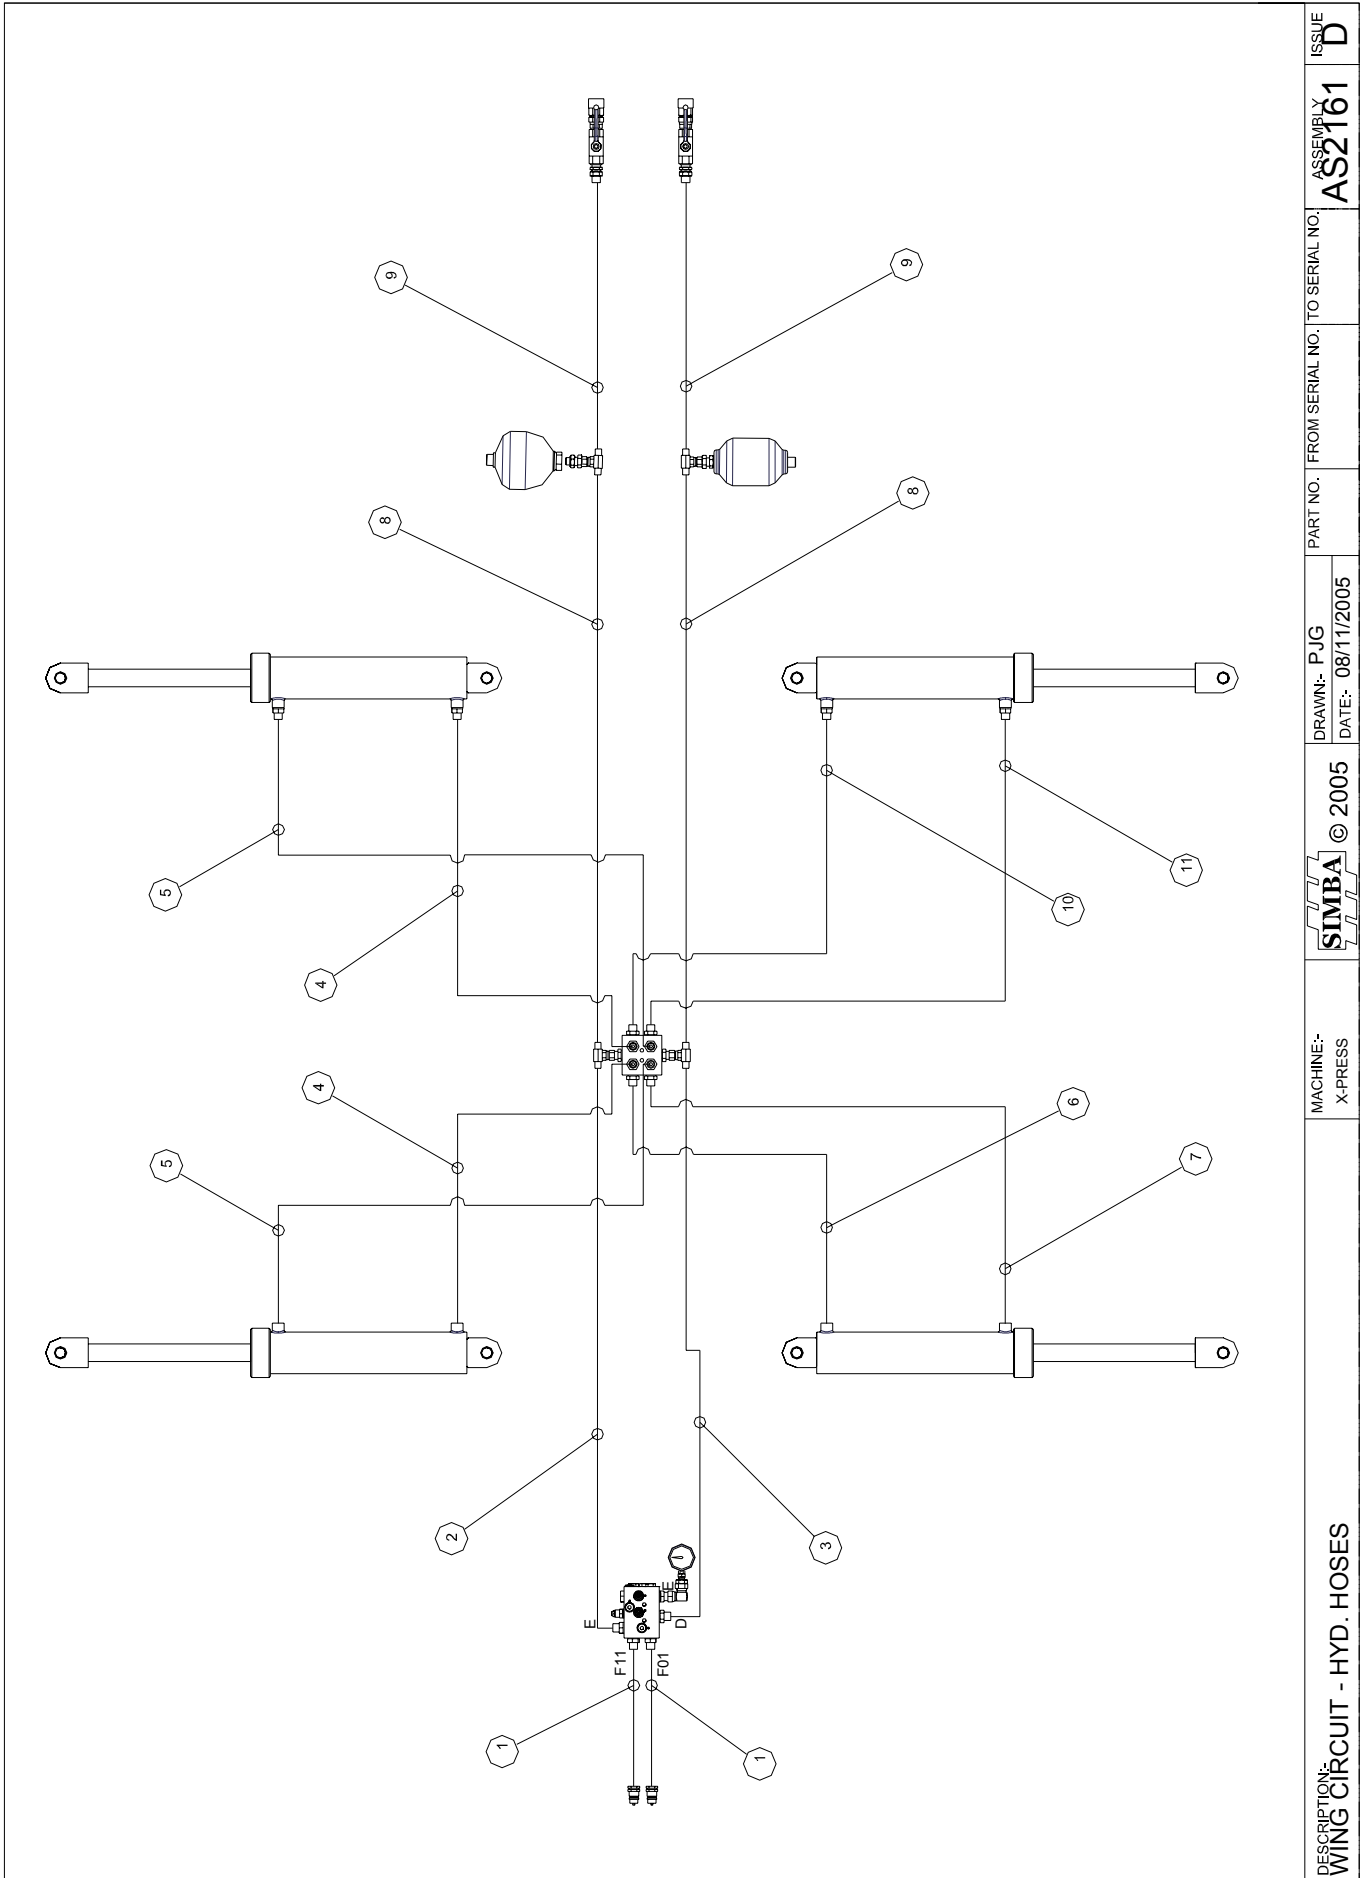 5
5
4
4
8
9
2
1
E
F11
F01
D
1
3
8
9
10
6
11
7
DESCRIPTION:-
WING CIRCUIT - HYD. HOSES
MACHINE:-
X-PRESS
SIMBA © 2005
DRAWN:- PJG
DATE:- 08/11/2005
PART NO.
FROM SERIAL NO.
TO SERIAL NO.
ASSEMBLY
AS2161
ISSUE
D